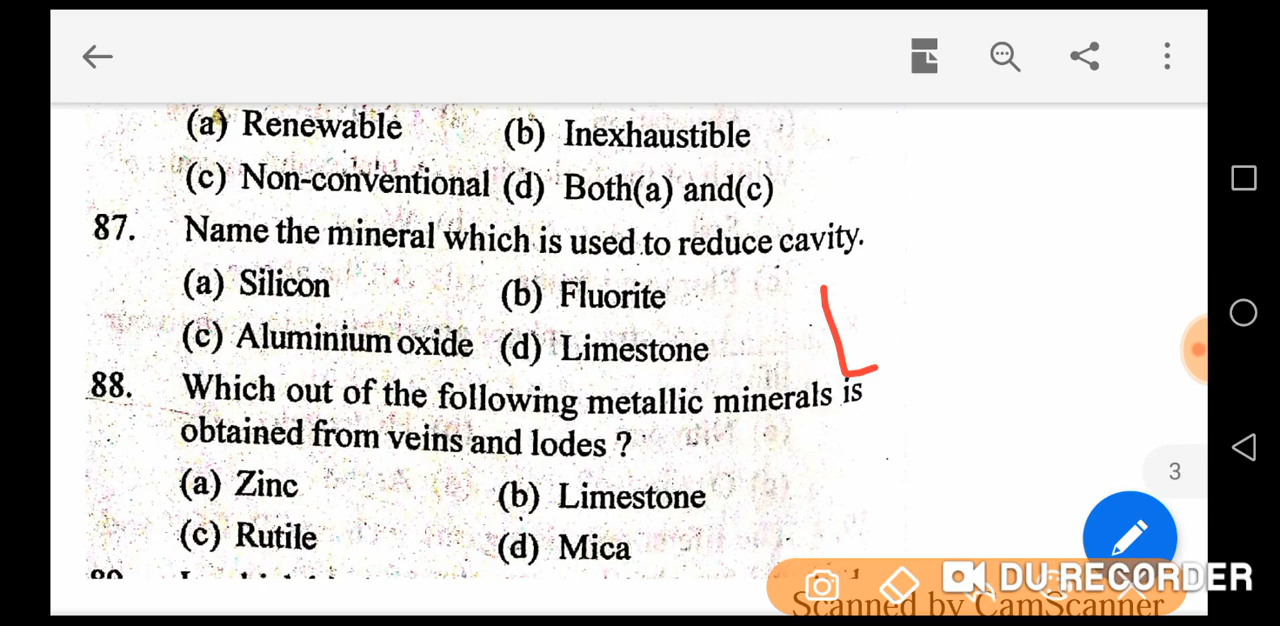 (a) Renewable (b) Inexhaustible
(c) Non-conventional (d) Both(a) and(c)
87. Name the mineral which is used to reduce cavity.
(a) Silicon (b) Fluorite
(c) Aluminium oxide (d) Limestone
88. Which out of the following metallic minerals is
obtained from veins and lodes ?
(a) Zinc (b) Limestone
(c) Rutile (d) Mica
3
DU RECORDER
Scanned by CamScanner